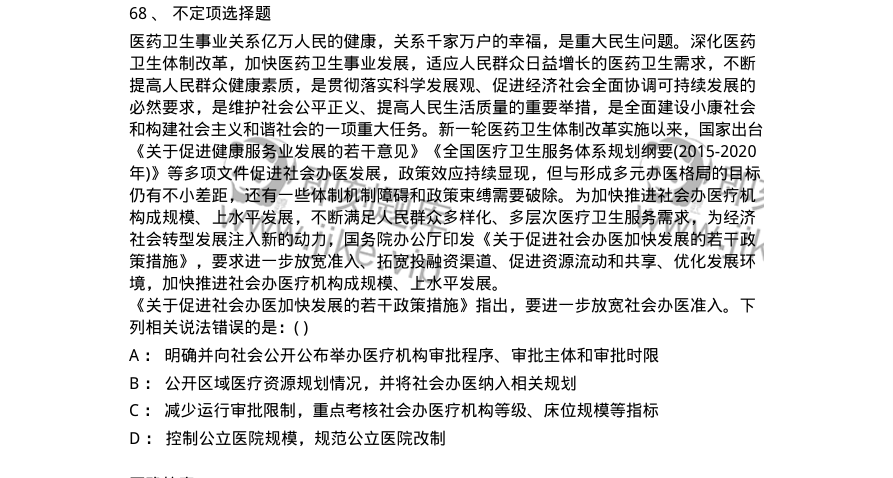 68 、 不定项选择题
医药卫生事业关系亿万人民的健康，关系千家万户的幸福，是重大民生问题。深化医药
卫生体制改革，加快医药卫生事业发展，适应人民群众日益增长的医药卫生需求，不断
提高人民群众健康素质，是贯彻落实科学发展观、促进经济社会全面协调可持续发展的
必然要求，是维护社会公平正义、提高人民生活质量的重要举措，是全面建设小康社会
和构建社会主义和谐社会的一项重大任务。新一轮医药卫生体制改革实施以来，国家出台
《关于促进健康服务业发展的若干意见》《全国医疗卫生服务体系规划纲要(2015-2020
年)》等多项文件促进社会办医发展，政策效应持续显现，但与形成多元办医格局的目标
仍有不小差距，还有一些体制机制障碍和政策束缚需要破除。为加快推进社会办医疗机
构成规模、上水平发展，不断满足人民群众多样化、多层次医疗卫生服务需求，为经济
社会转型发展注入新的动力，国务院办公厅印发《关于促进社会办医加快发展的若干政
策措施》，要求进一步放宽准入、拓宽投融资渠道、促进资源流动和共享、优化发展环
境，加快推进社会办医疗机构成规模、上水平发展。
《关于促进社会办医加快发展的若干政策措施》指出，要进一步放宽社会办医准入。下
列相关说法错误的是：( )
A ： 明确并向社会公开公布举办医疗机构审批程序、审批主体和审批时限
B ： 公开区域医疗资源规划情况，并将社会办医纳入相关规划
C ： 减少运行审批限制，重点考核社会办医疗机构等级、床位规模等指标
D ： 控制公立医院规模，规范公立医院改制